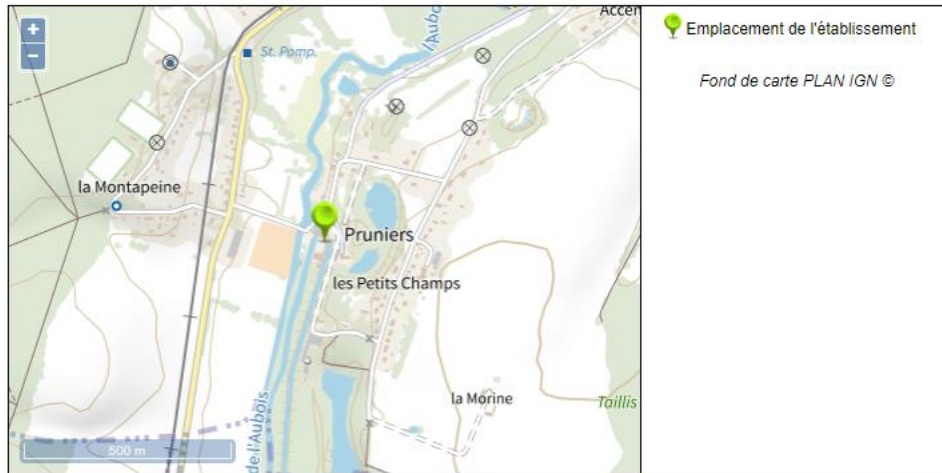 +
−
Accen
l'Aubo
St. Pomp.
la Montapeine
Pruniers
les Petits Champs
la Morine
Taillis
de l'Aubois
500 m
Emplacement de l'établissement
Fond de carte PLAN IGN ©